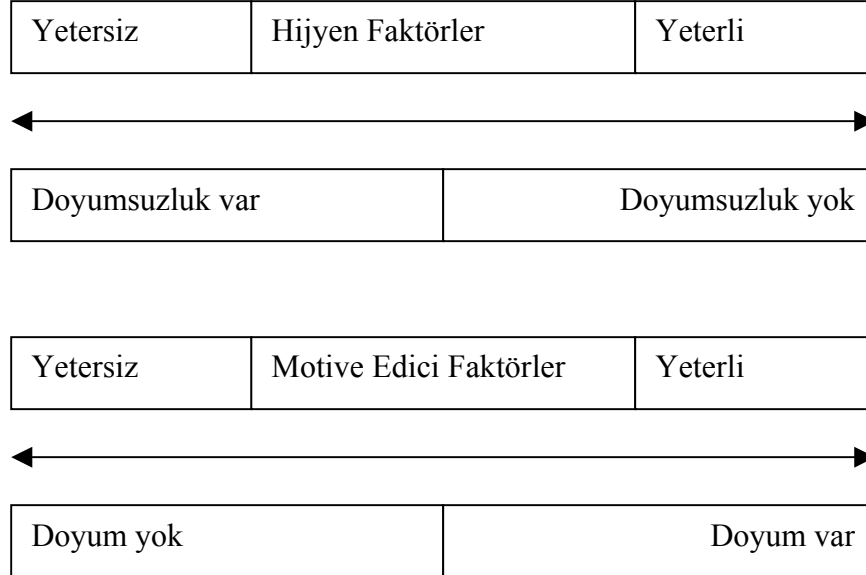 Yetersiz Hijyen Faktörler Yeterli
Doyumsuzluk var Doyumsuzluk yok
Yetersiz Motive Edici Faktörler Yeterli
Doyum yok Doyum var